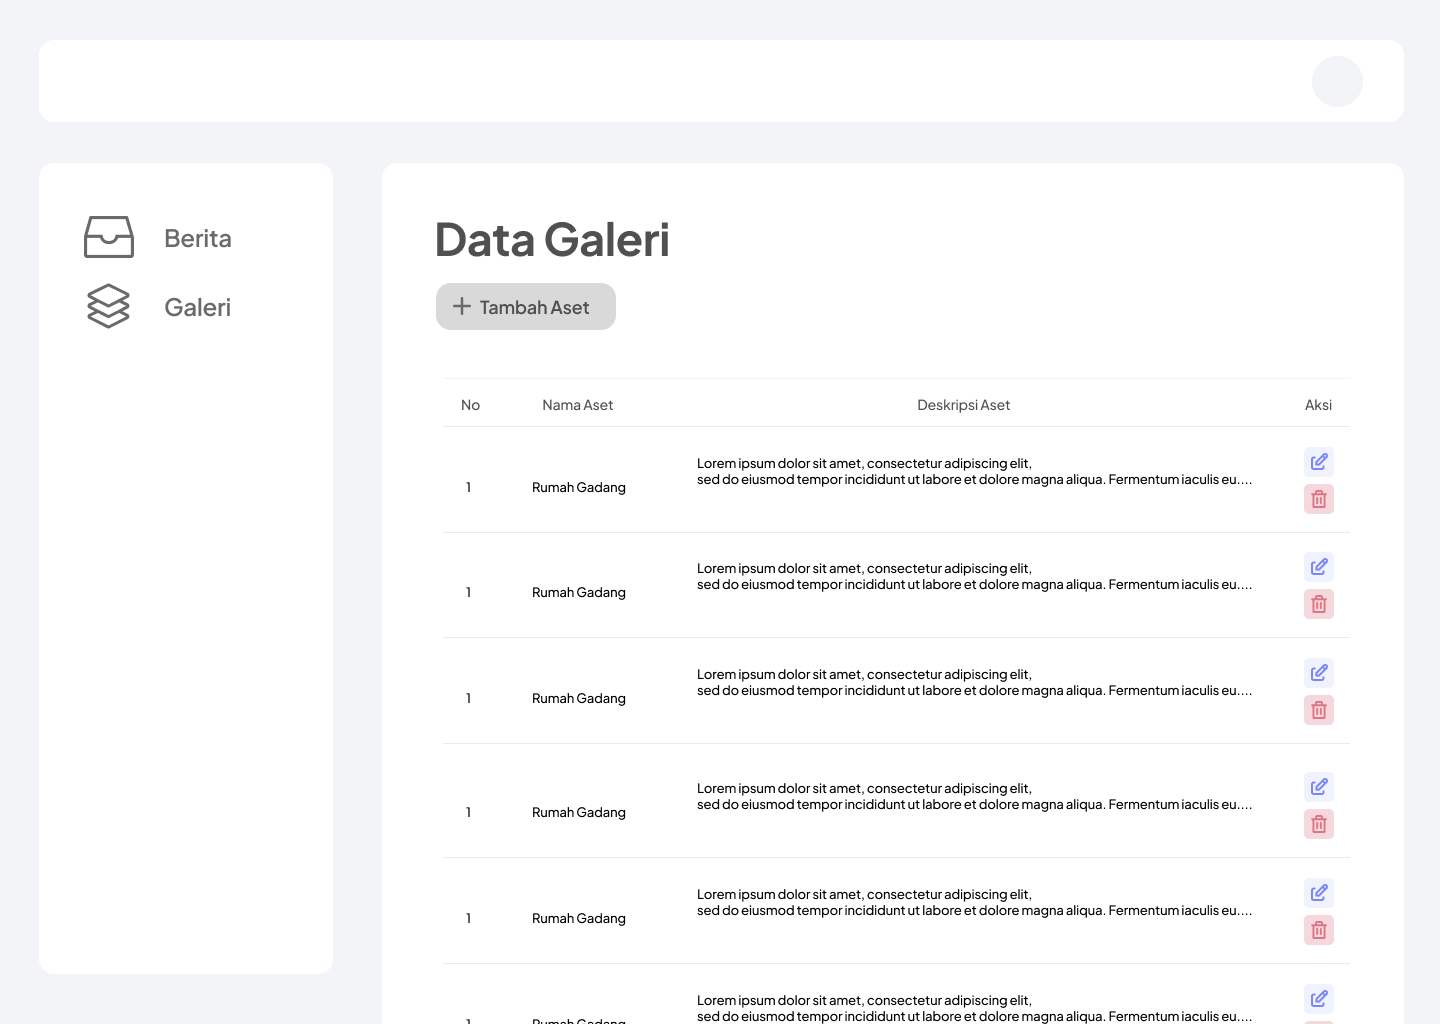 Berita
Galeri
Data Galeri
Tambah Aset
No Nama Aset Deskripsi Aset Aksi
Lorem ipsum dolor sit amet, consectetur adipiscing elit,
sed do eiusmod tempor incididunt ut labore et dolore magna aliqua. Fermentum iaculis eu....
1 Rumah Gadang
Lorem ipsum dolor sit amet, consectetur adipiscing elit,
sed do eiusmod tempor incididunt ut labore et dolore magna aliqua. Fermentum iaculis eu....
1 Rumah Gadang
Lorem ipsum dolor sit amet, consectetur adipiscing elit,
sed do eiusmod tempor incididunt ut labore et dolore magna aliqua. Fermentum iaculis eu....
1 Rumah Gadang
Lorem ipsum dolor sit amet, consectetur adipiscing elit,
sed do eiusmod tempor incididunt ut labore et dolore magna aliqua. Fermentum iaculis eu....
1 Rumah Gadang
Lorem ipsum dolor sit amet, consectetur adipiscing elit,
sed do eiusmod tempor incididunt ut labore et dolore magna aliqua. Fermentum iaculis eu....
1 Rumah Gadang
Lorem ipsum dolor sit amet, consectetur adipiscing elit,
sed do eiusmod tempor incididunt ut labore et dolore magna aliqua. Fermentum iaculis eu....
1 Rumah Gadang